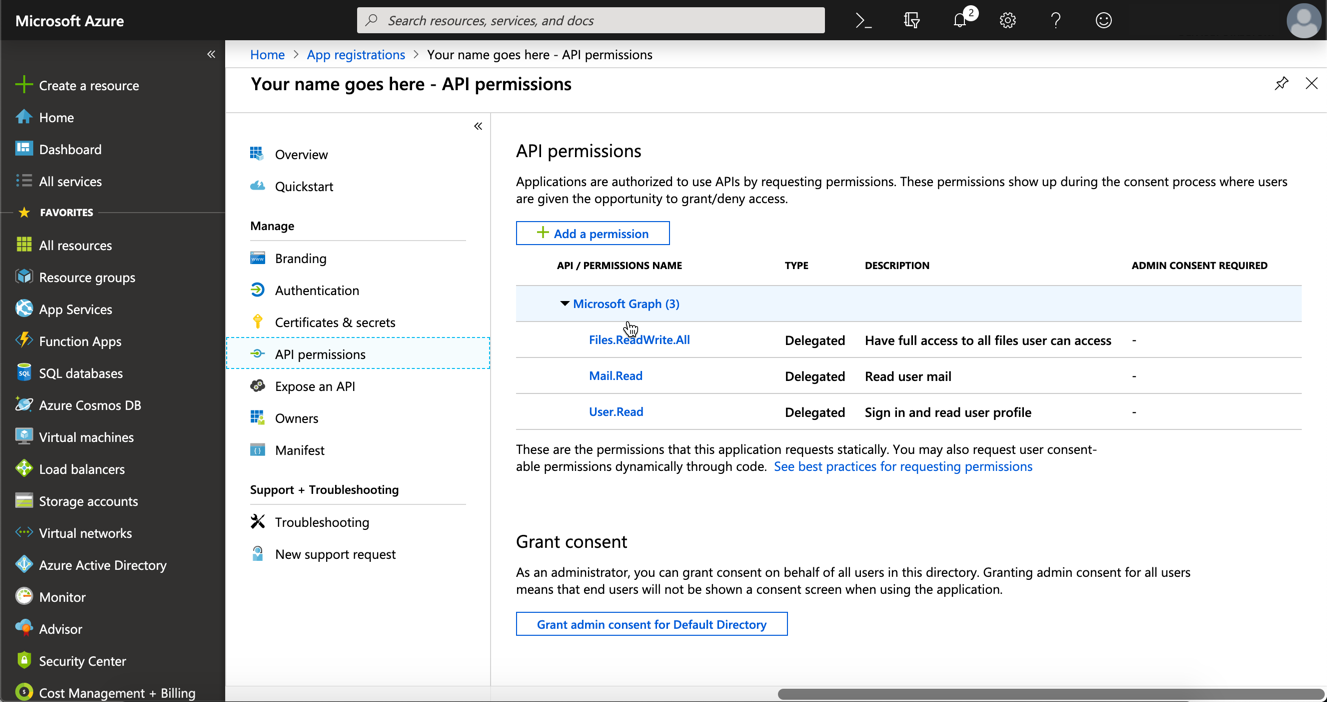 Microsoft Azure
Search resources, services, and docs
2
Create a resource
Home
Dashboard
All services
FAVORITES
All resources
Resource groups
App Services
Function Apps
SQL databases
Azure Cosmos DB
Virtual machines
Load balancers
Storage accounts
Virtual networks
Azure Active Directory
Monitor
Advisor
Security Center
Cost Management + Billing
Home > App registrations > Your name goes here - API permissions
Your name goes here - API permissions
Overview
Quickstart
Manage
Branding
Authentication
Certificates & secrets
API permissions
Expose an API
Owners
Manifest
Support + Troubleshooting
Troubleshooting
New support request
API permissions
Applications are authorized to use APIs by requesting permissions. These permissions show up during the consent process where users
are given the opportunity to grant/deny access.
Add a permission
API / PERMISSIONS NAME TYPE DESCRIPTION ADMIN CONSENT REQUIRED
Microsoft Graph (3)
Files.ReadWrite.All Delegated Have full access to all files user can access -
Mail.Read Delegated Read user mail -
User.Read Delegated Sign in and read user profile -
These are the permissions that this application requests statically. You may also request user consent-
able permissions dynamically through code. See best practices for requesting permissions
Grant consent
As an administrator, you can grant consent on behalf of all users in this directory. Granting admin consent for all users
means that end users will not be shown a consent screen when using the application.
Grant admin consent for Default Directory